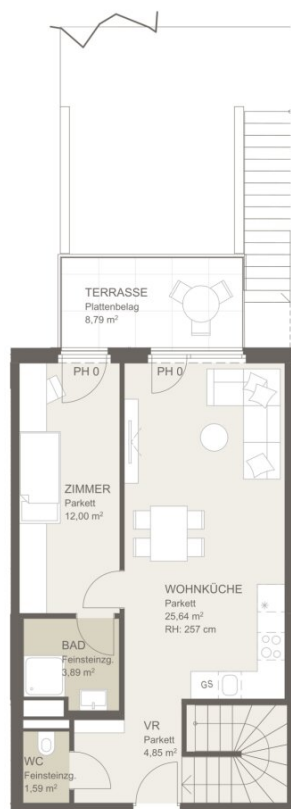 TERRASSE
Plattenbelag
8,79 m²
PH 0
PH 0
ZIMMER
Parkett
12,00 m²
WOHNKÜCHE
Parkett
25,64 m²
RH: 257 cm
BAD
Feinsteinzg.
3,89 m²
GS
VR
Parkett
4,85 m²
WC
Feinsteinzg.
1,59 m²